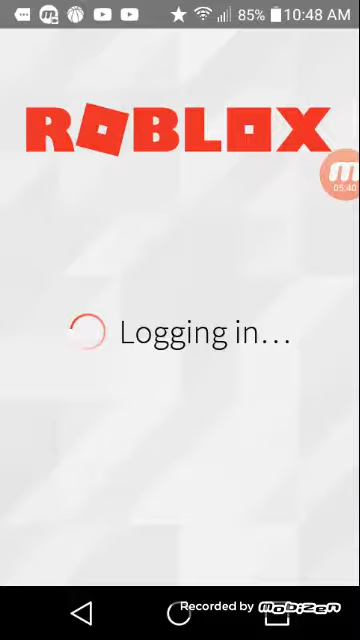 85% 10:48 AM
ROBLOX
05:40
Logging in...
Recorded by mobizen